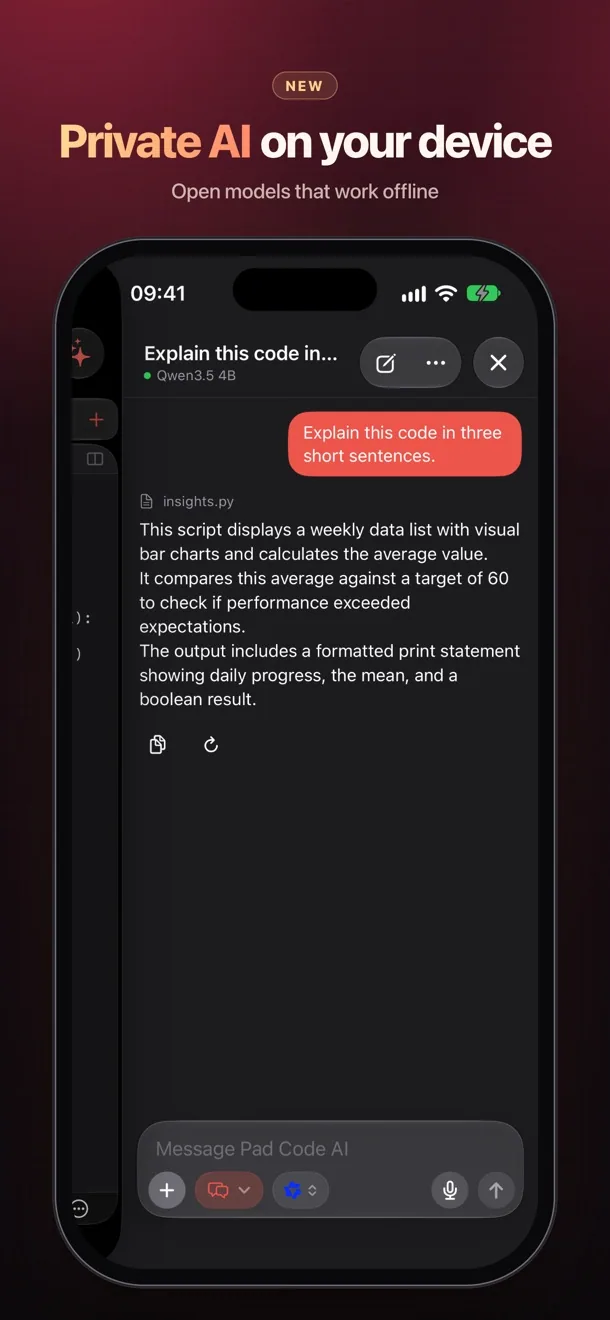 NEW
Private AI on your device
Open models that work offline
09:41
Explain this code in...
Qwen3.5 4B
Explain this code in three
short sentences.
insights.py
This script displays a weekly data list with visual
bar charts and calculates the average value.
It compares this average against a target of 60
to check if performance exceeded
expectations.
The output includes a formatted print statement
showing daily progress, the mean, and a
boolean result.
):
)
Message Pad Code AI